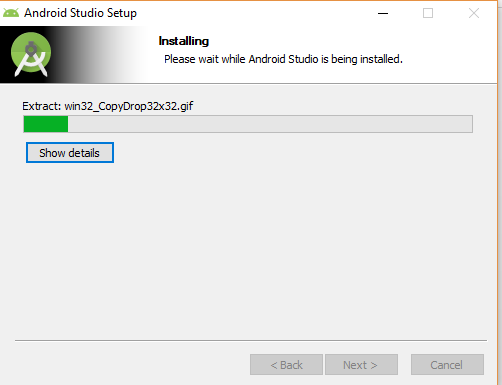 Android Studio Setup
Installing
Please wait while Android Studio is being installed.
Extract: win32_CopyDrop32x32.gif
Show details
< Back
Next >
Cancel